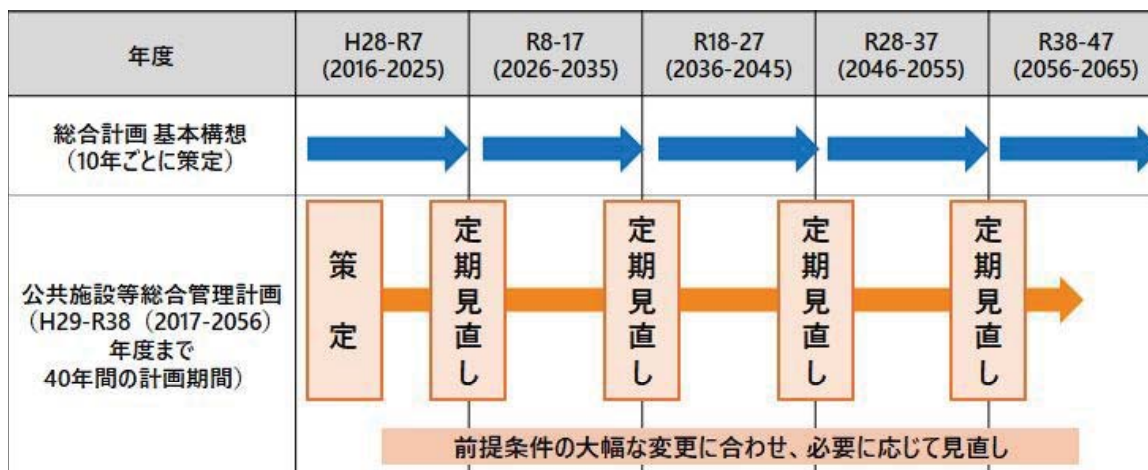 年度
H28-R7
(2016-2025)
R8-17
(2026-2035)
R18-27
(2036-2045)
R28-37
(2046-2055)
R38-47
(2056-2065)
総合計画 基本構想
（10年ごとに策定）
公共施設等総合管理計画
（H29-R38（2017-2056）
年度まで
40年間の計画期間）
策定
定期見直し
定期見直し
定期見直し
定期見直し
前提条件の大幅な変更に合わせ、必要に応じて見直し